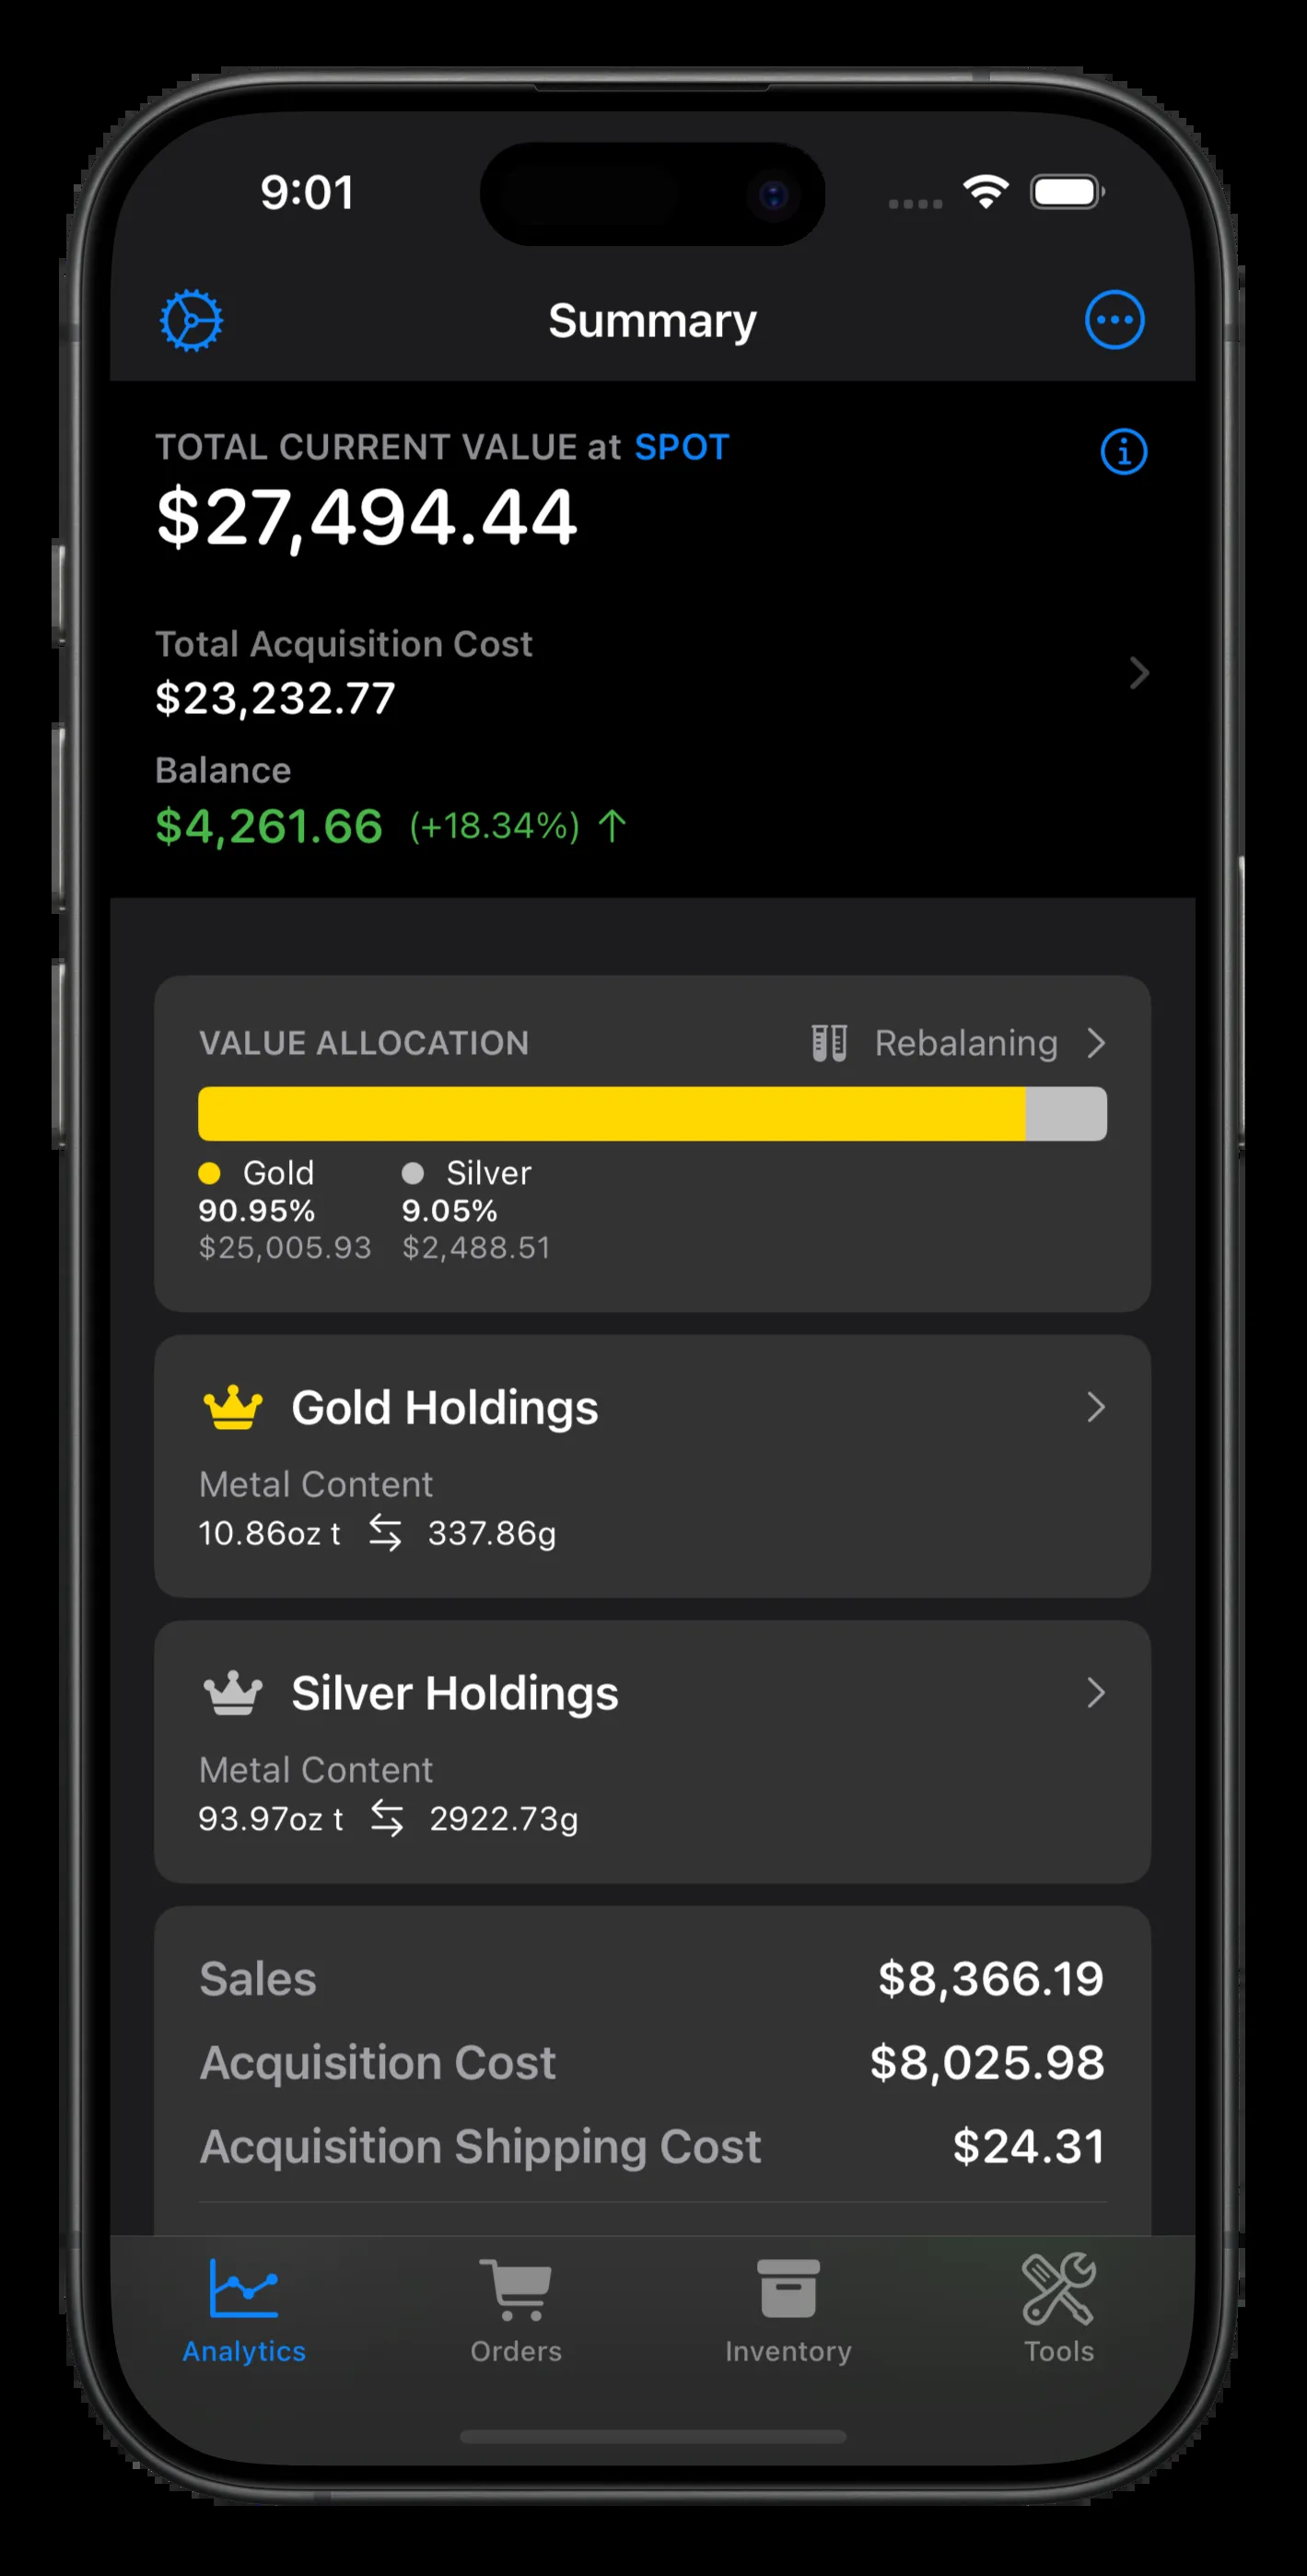 9:01
Summary
TOTAL CURRENT VALUE at SPOT
$27,494.44
Total Acquisition Cost
$23,232.77
Balance
$4,261.66 (+18.34%) ↑
VALUE ALLOCATION Rebalaning
Gold Silver
90.95% 9.05%
$25,005.93 $2,488.51
Gold Holdings
Metal Content
10.86oz t ⇆ 337.86g
Silver Holdings
Metal Content
93.97oz t ⇆ 2922.73g
Sales $8,366.19
Acquisition Cost $8,025.98
Acquisition Shipping Cost $24.31
Analytics Orders Inventory Tools